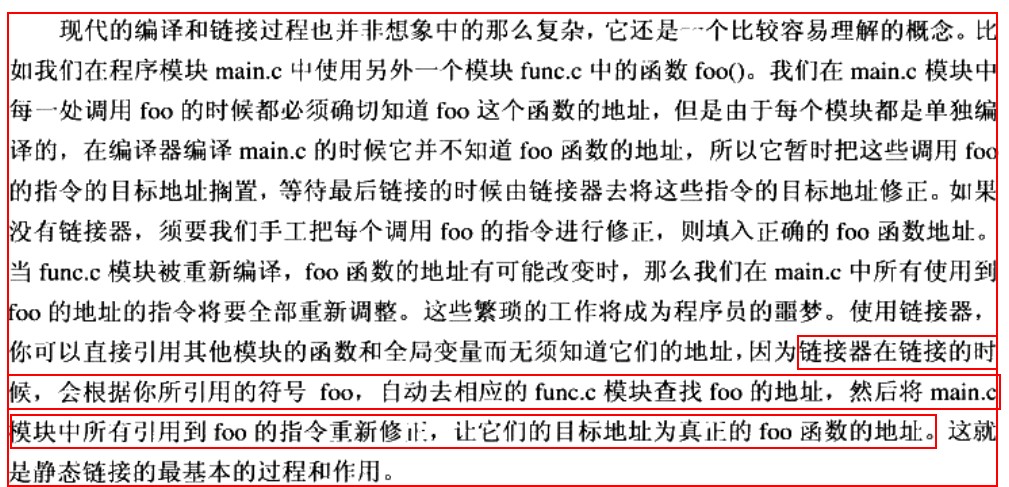 现代的编译和链接过程也并非想象中的那么复杂，它还是一个比较容易理解的概念。比
如我们在程序模块 main.c 中使用另外一个模块 func.c 中的函数 foo()。我们在 main.c 模块中
每一处调用 foo 的时候都必须确切知道 foo 这个函数的地址，但是由于每个模块都是单独编
译的，在编译器编译 main.c 的时候它并不知道 foo 函数的地址，所以它暂时把这些调用 foo
的指令的目标地址搁置，等待最后链接的时候由链接器去将这些指令的目标地址修正。如果
没有链接器，须要我们手工把每个调用 foo 的指令进行修正，则填入正确的 foo 函数地址。
当 func.c 模块被重新编译，foo 函数的地址有可能改变时，那么我们在 main.c 中所有使用到
foo 的地址的指令将要全部重新调整。这些繁琐的工作将成为程序员的噩梦。使用链接器，
你可以直接引用其他模块的函数和全局变量而无须知道它们的地址，因为链接器在链接的时
候，会根据你所引用的符号 foo，自动去相应的 func.c 模块查找 foo 的地址，然后将 main.c
模块中所有引用到 foo 的指令重新修正，让它们的目标地址为真正的 foo 函数的地址。这就
是静态链接的最基本的过程和作用。